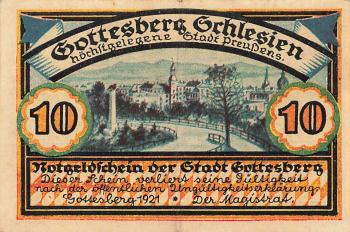 Gottesberg Schlesien
höchstgelegene Stadt Preußens.
10 10
Notgeldschein der Stadt Gottesberg
Dieser Schein verliert seine Gültigkeit
nach der öffentlichen Ungültigkeitserklärung.
Gottesberg 1921 * Der Magistrat.